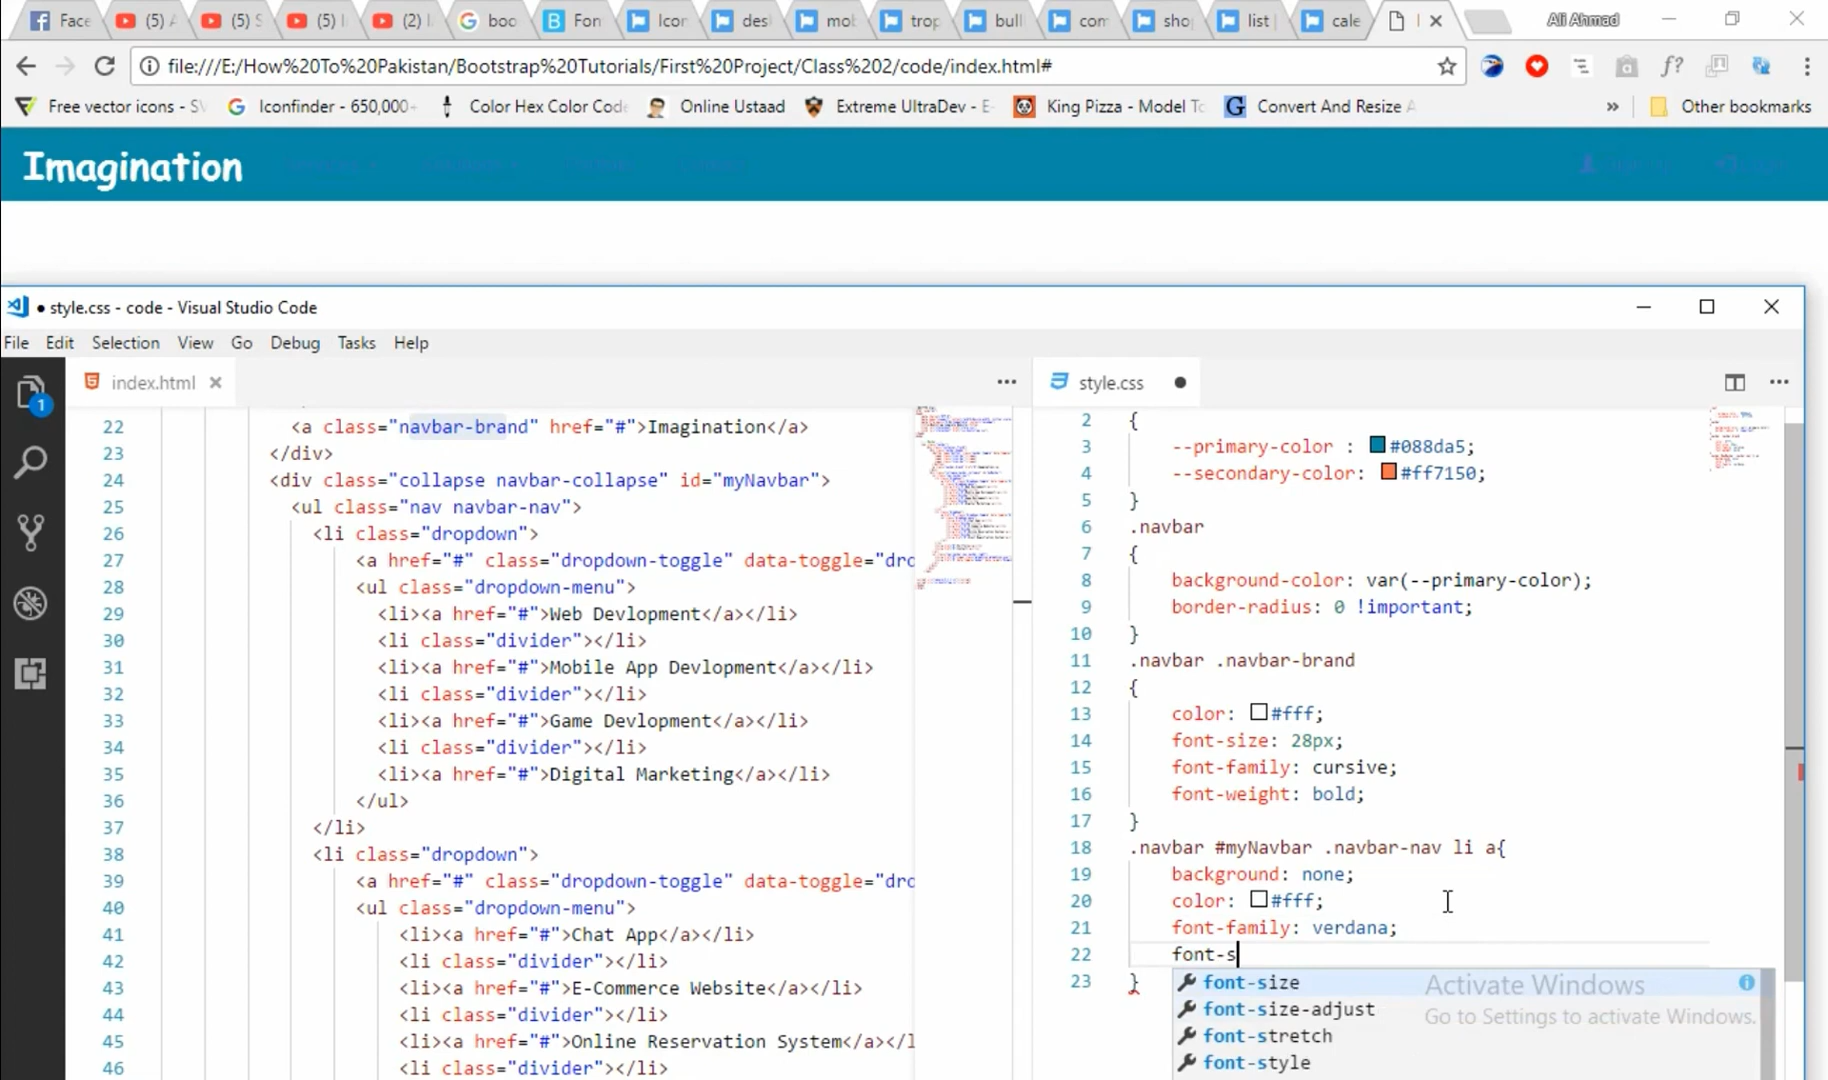 Face
(5) A
(5) S
(5) I
(2) I
boo
Fon
Icor
desl
mol
trop
bull
com
sho
list |
cale
Ali Ahmad
file:///E:/How%20To%20Pakistan/Bootstrap%20Tutorials/First%20Project/Class%202/code/index.html#
Free vector icons - SV
Iconfinder - 650,000+
Color Hex Color Code
Online Ustaad
Extreme UltraDev - E
King Pizza - Model To
Convert And Resize A
» Other bookmarks
Imagination
● style.css - code - Visual Studio Code
File Edit Selection View Go Debug Tasks Help
index.html
style.css
1
22 <a class="navbar-brand" href="#">Imagination</a>
23 </div>
24 <div class="collapse navbar-collapse" id="myNavbar">
25 <ul class="nav navbar-nav">
26 <li class="dropdown">
27 <a href="#" class="dropdown-toggle" data-toggle="dro
28 <ul class="dropdown-menu">
29 <li><a href="#">Web Devlopment</a></li>
30 <li class="divider"></li>
31 <li><a href="#">Mobile App Devlopment</a></li>
32 <li class="divider"></li>
33 <li><a href="#">Game Devlopment</a></li>
34 <li class="divider"></li>
35 <li><a href="#">Digital Marketing</a></li>
36 </ul>
37 </li>
38 <li class="dropdown">
39 <a href="#" class="dropdown-toggle" data-toggle="dro
40 <ul class="dropdown-menu">
41 <li><a href="#">Chat App</a></li>
42 <li class="divider"></li>
43 <li><a href="#">E-Commerce Website</a></li>
44 <li class="divider"></li>
45 <li><a href="#">Online Reservation System</a></l
46 <li class="divider"></li>
2 {
3 --primary-color : #088da5;
4 --secondary-color: #ff7150;
5 }
6 .navbar
7 {
8 background-color: var(--primary-color);
9 border-radius: 0 !important;
10 }
11 .navbar .navbar-brand
12 {
13 color: #fff;
14 font-size: 28px;
15 font-family: cursive;
16 font-weight: bold;
17 }
18 .navbar #myNavbar .navbar-nav li a{
19 background: none;
20 color: #fff;
21 font-family: verdana;
22 font-s
23 }
font-size
font-size-adjust
font-stretch
font-style
Activate Windows
Go to Settings to activate Windows.